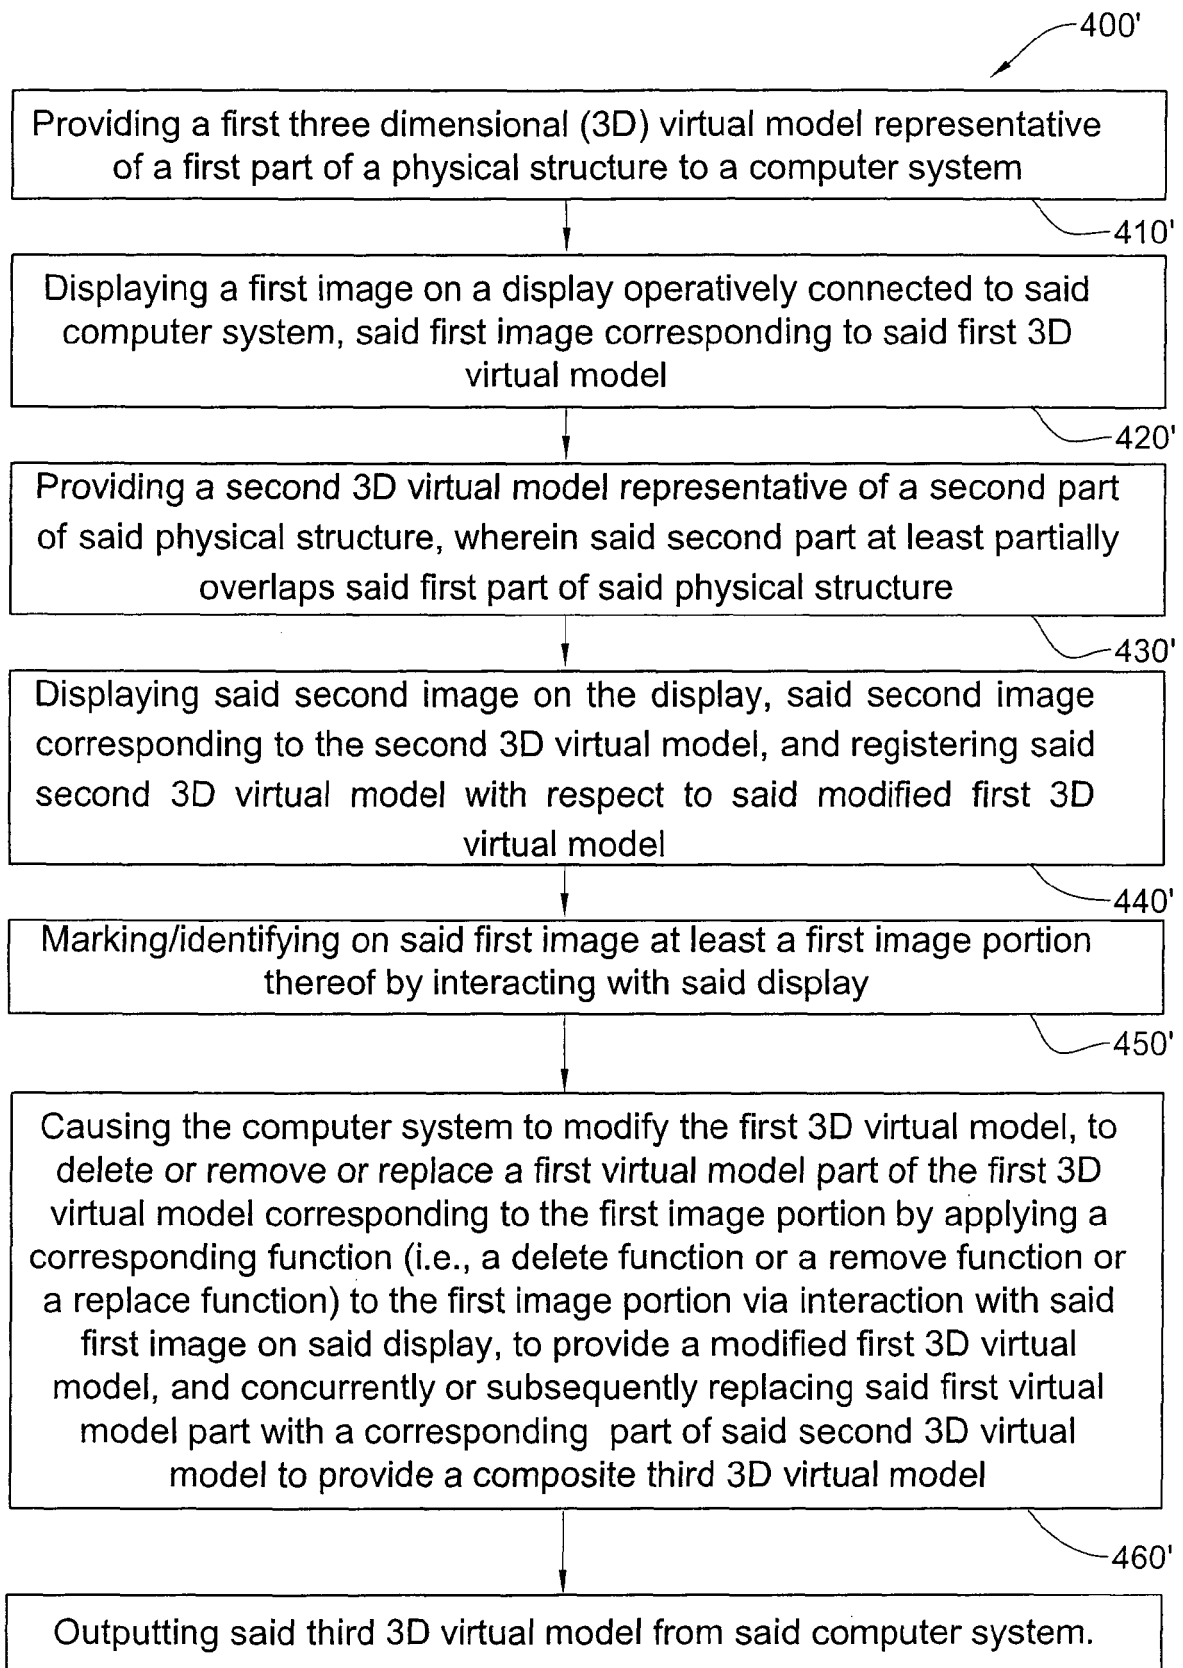 400'
Providing a first three dimensional (3D) virtual model representative
of a first part of a physical structure to a computer system
410'
Displaying a first image on a display operatively connected to said
computer system, said first image corresponding to said first 3D
virtual model
420'
Providing a second 3D virtual model representative of a second part
of said physical structure, wherein said second part at least partially
overlaps said first part of said physical structure
430'
Displaying said second image on the display, said second image
corresponding to the second 3D virtual model, and registering said
second 3D virtual model with respect to said modified first 3D
virtual model
440'
Marking/identifying on said first image at least a first image portion
thereof by interacting with said display
450'
Causing the computer system to modify the first 3D virtual model, to
delete or remove or replace a first virtual model part of the first 3D
virtual model corresponding to the first image portion by applying a
corresponding function (i.e., a delete function or a remove function or
a replace function) to the first image portion via interaction with said
first image on said display, to provide a modified first 3D virtual
model, and concurrently or subsequently replacing said first virtual
model part with a corresponding part of said second 3D virtual
model to provide a composite third 3D virtual model
460'
Outputting said third 3D virtual model from said computer system.